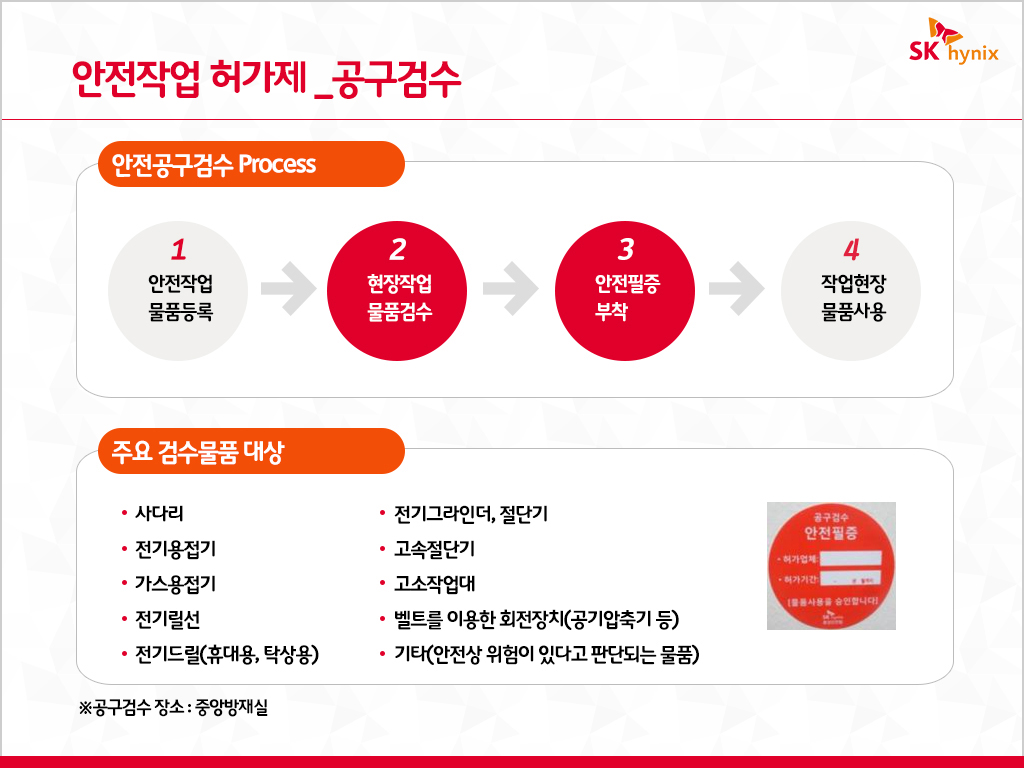 SK hynix
안전작업 허가제 _공구검수
안전공구검수 Process
1
안전작업
물품등록
2
현장작업
물품검수
3
안전필증
부착
4
작업현장
물품사용
주요 검수물품 대상
• 사다리
• 전기용접기
• 가스용접기
• 전기릴선
• 전기드릴(휴대용, 탁상용)
• 전기그라인더, 절단기
• 고속절단기
• 고소작업대
• 벨트를 이용한 회전장치(공기압축기 등)
• 기타(안전상 위험이 있다고 판단되는 물품)
공구검수
안전필증
• 허가업체:
• 허가기간:
[물품사용을 승인합니다]
SK hynix
※공구검수 장소 : 중앙방재실